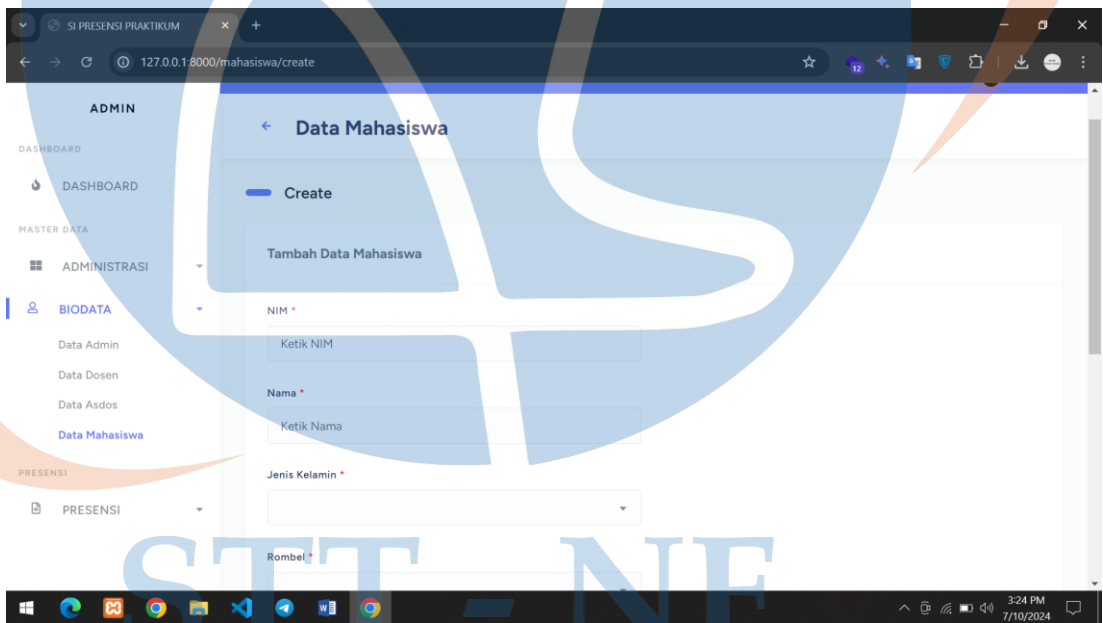 SI PRESENSI PRAKTIKUM
127.0.0.1:8000/mahasiswa/create
12
ADMIN
DASHBOARD
DASHBOARD
MASTER DATA
ADMINISTRASI
BIODATA
Data Admin
Data Dosen
Data Asdos
Data Mahasiswa
PRESENSI
PRESENSI
Data Mahasiswa
Create
Tambah Data Mahasiswa
NIM *
Ketik NIM
Nama *
Ketik Nama
Jenis Kelamin *
Rombel *
STT - NF
3:24 PM
7/10/2024